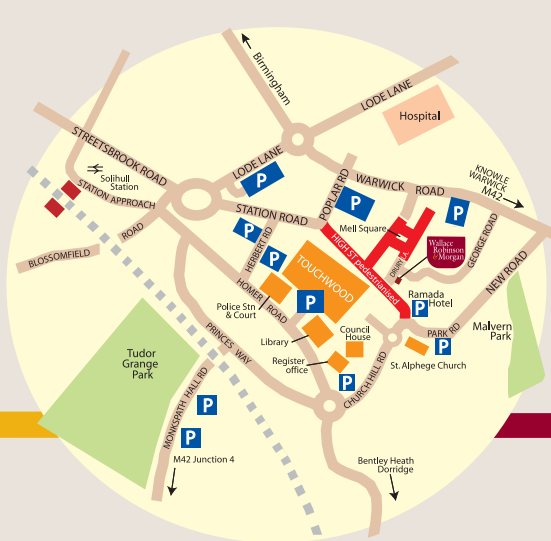 Birmingham
LODE LANE
Hospital
STREETSBROOK ROAD
Solihull
Station
STATION APPROACH
LODE LANE
P
POPLAR RD
P
WARWICK ROAD
KNOWLE
WARWICK
M42
P
STATION ROAD
Mell Square
HIGH ST pedestrianised
DRURY LA.
Wallace
Robinson
& Morgan
GEORGE ROAD
NEW ROAD
BLOSSOMFIELD ROAD
P
HERBERT RD
P
TOUCHWOOD
P
HOMER ROAD
Police Stn
& Court
Ramada
Hotel
P
Malvern
Park
PARK RD
P
Library
Council
House
Register
office
P
St. Alphege Church
CHURCH HILL RD
PRINCES WAY
Tudor
Grange
Park
MONKSPATH HALL RD
P
P
M42 Junction 4
Bentley Heath
Dorridge